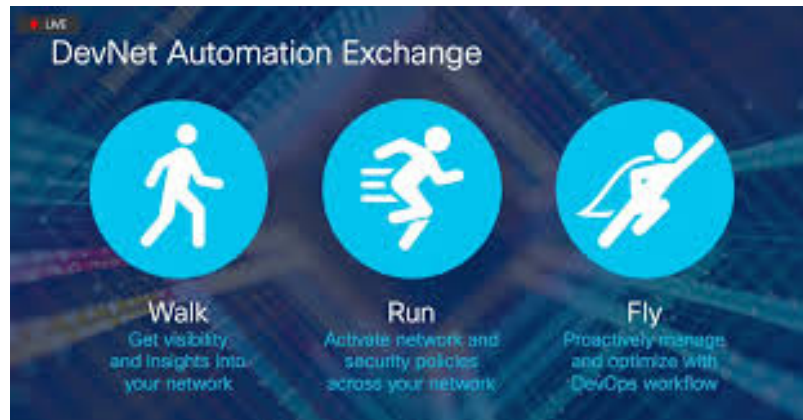 LIVE
DevNet Automation Exchange
Walk
Get visibility
and insights into
your network
Run
Activate network and
security policies
across your network
Fly
Proactively manage
and optimize with
DevOps workflow